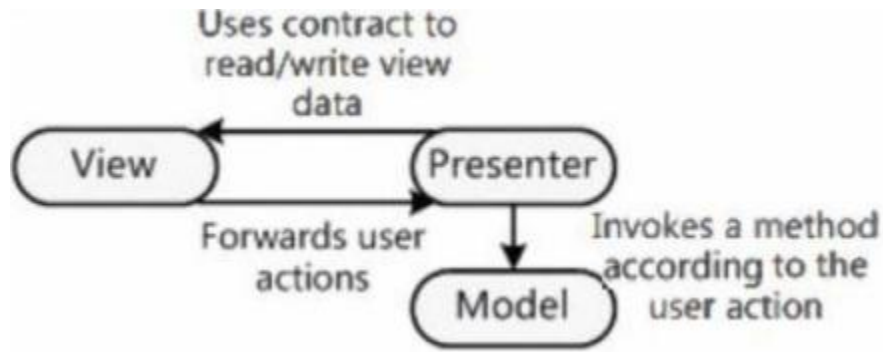 Uses contract to
read/write view
data
View
Presenter
Forwards user
actions
Invokes a method
according to the
user action
Model